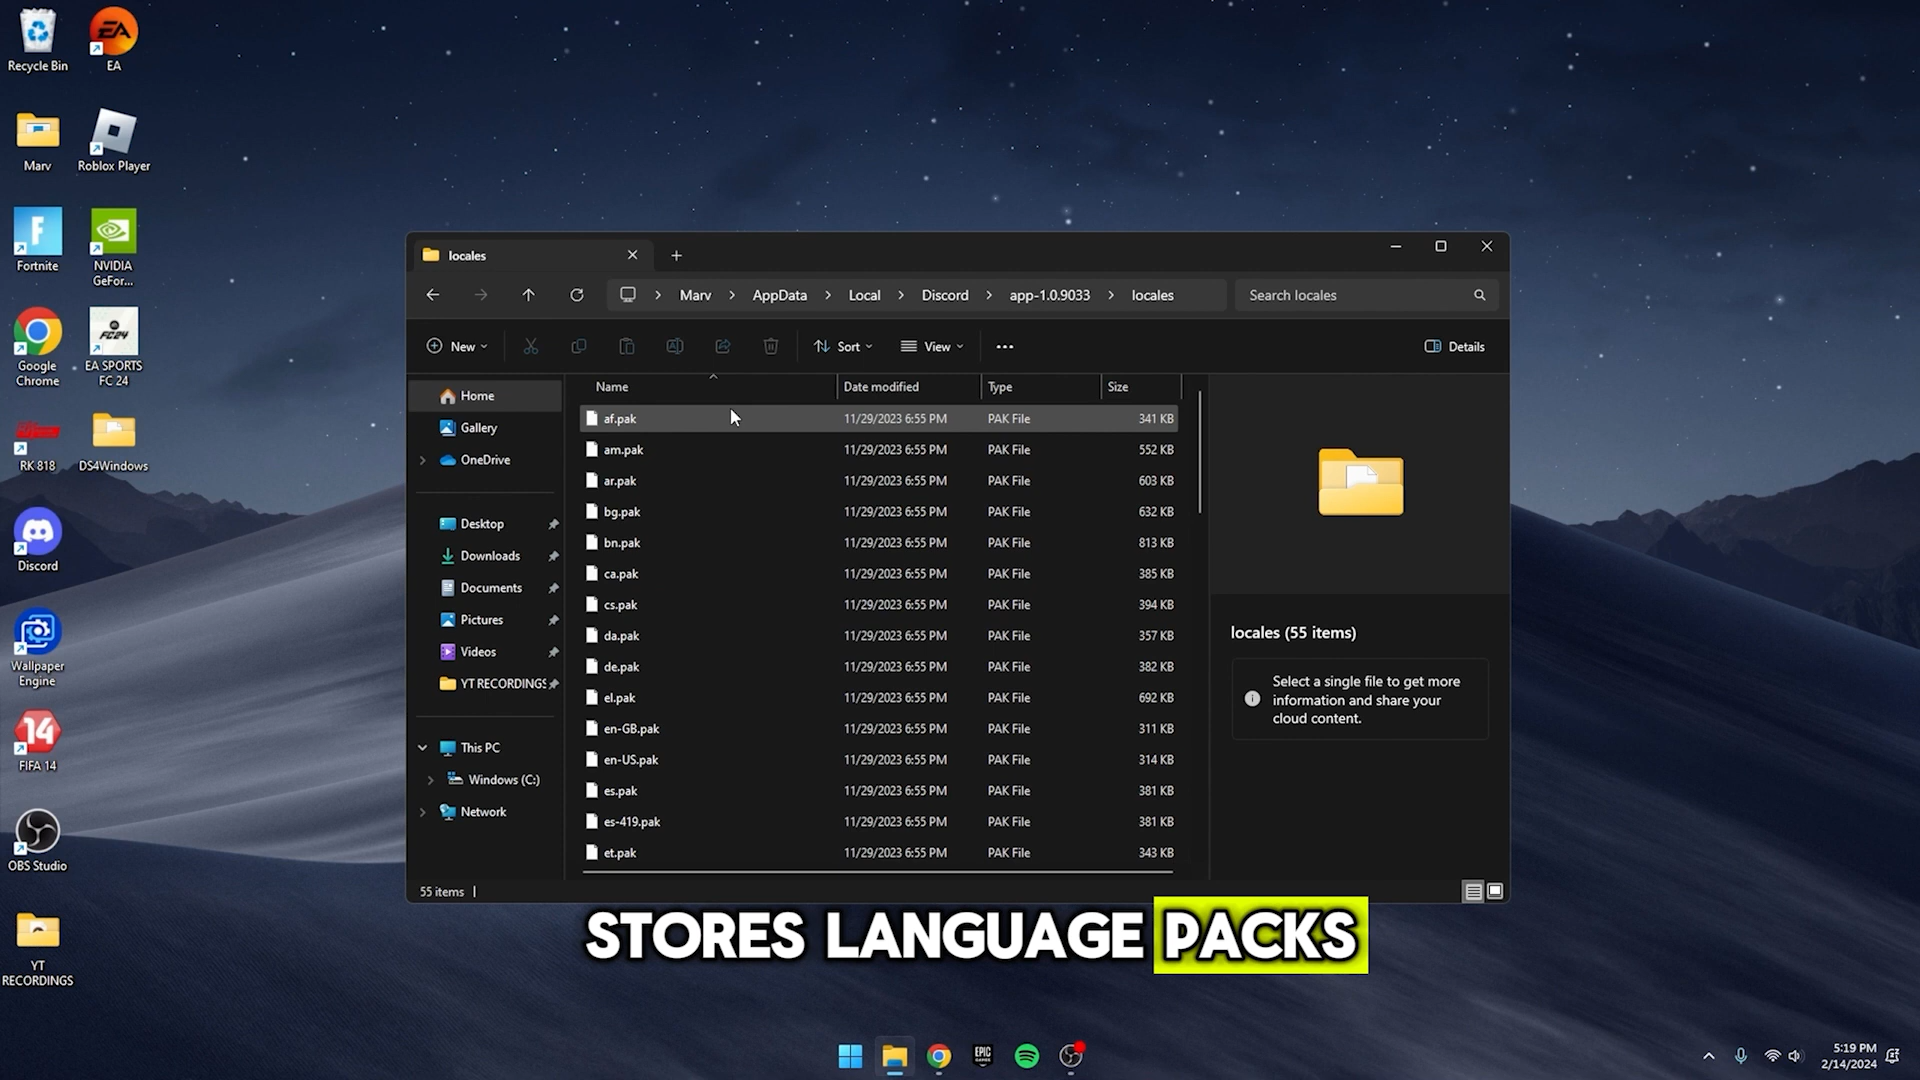 Recycle Bin
EA
Marv
Roblox Player
Fortnite
NVIDIA
GeFor...
Google
Chrome
EA SPORTS
FC 24
RK 818
DS4Windows
Discord
Wallpaper
Engine
FIFA 14
OBS Studio
YT
RECORDINGS
locales
Marv > AppData > Local > Discord > app-1.0.9033 > locales
Search locales
New
Sort
View
Details
Home
Gallery
OneDrive
Desktop
Downloads
Documents
Pictures
Videos
YT RECORDINGS
This PC
Windows (C:)
Network
Name Date modified Type Size
af.pak 11/29/2023 6:55 PM PAK File 341 KB
am.pak 11/29/2023 6:55 PM PAK File 552 KB
ar.pak 11/29/2023 6:55 PM PAK File 603 KB
bg.pak 11/29/2023 6:55 PM PAK File 632 KB
bn.pak 11/29/2023 6:55 PM PAK File 813 KB
ca.pak 11/29/2023 6:55 PM PAK File 385 KB
cs.pak 11/29/2023 6:55 PM PAK File 394 KB
da.pak 11/29/2023 6:55 PM PAK File 357 KB
de.pak 11/29/2023 6:55 PM PAK File 382 KB
el.pak 11/29/2023 6:55 PM PAK File 692 KB
en-GB.pak 11/29/2023 6:55 PM PAK File 311 KB
en-US.pak 11/29/2023 6:55 PM PAK File 314 KB
es.pak 11/29/2023 6:55 PM PAK File 381 KB
es-419.pak 11/29/2023 6:55 PM PAK File 381 KB
et.pak 11/29/2023 6:55 PM PAK File 343 KB
locales (55 items)
Select a single file to get more
information and share your
cloud content.
55 items
STORES LANGUAGE PACKS
5:19 PM
2/14/2024